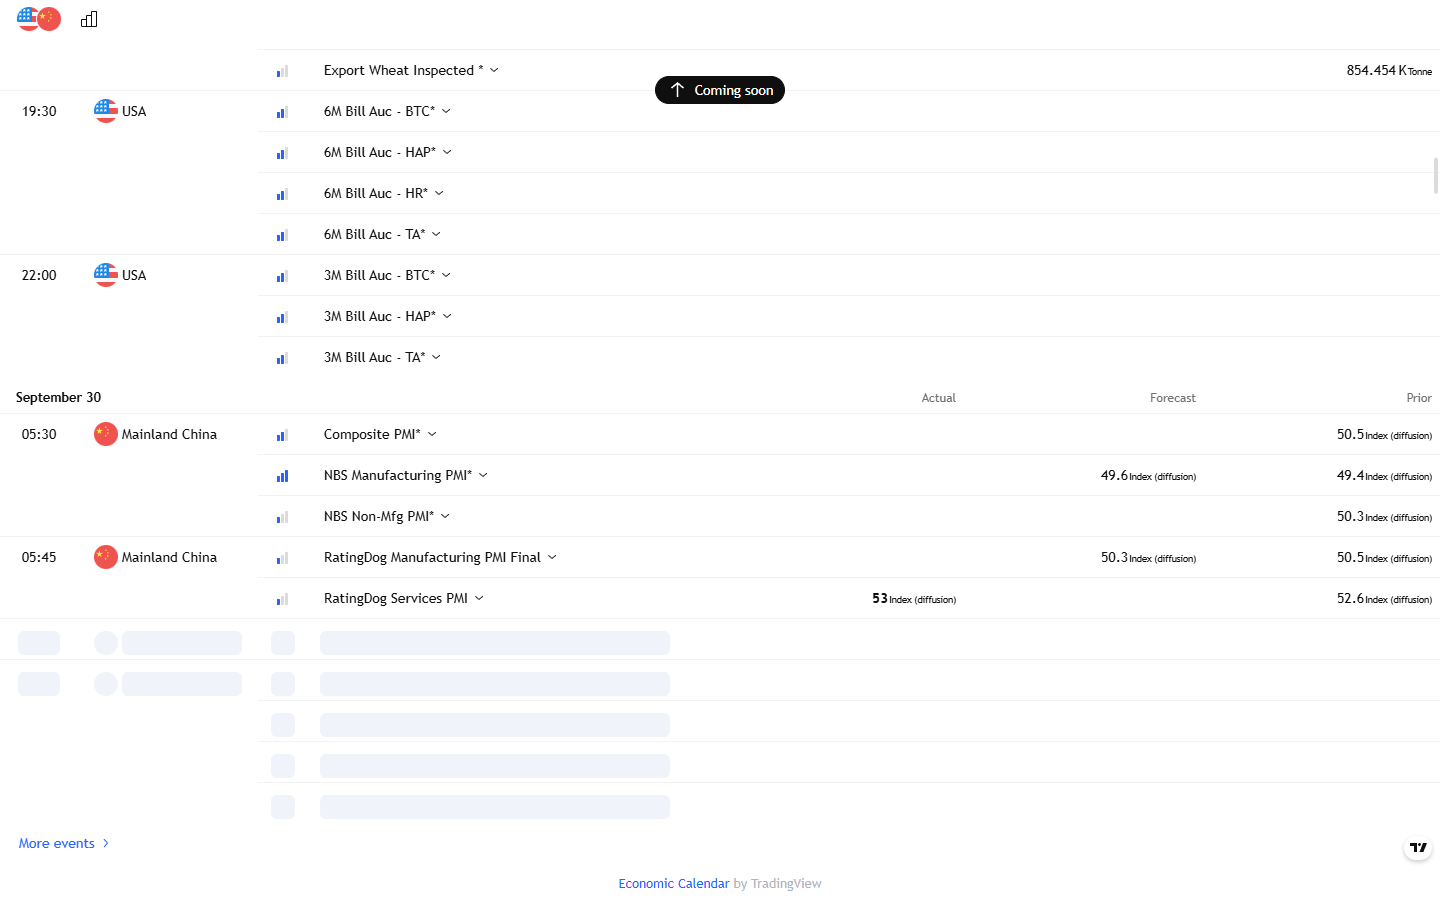 Export Wheat Inspected * 854.454 K Tonne
Coming soon
19:30 USA 6M Bill Auc - BTC*
6M Bill Auc - HAP*
6M Bill Auc - HR*
6M Bill Auc - TA*
22:00 USA 3M Bill Auc - BTC*
3M Bill Auc - HAP*
3M Bill Auc - TA*
September 30 Actual Forecast Prior
05:30 Mainland China Composite PMI* 50.5 Index (diffusion)
NBS Manufacturing PMI* 49.6 Index (diffusion) 49.4 Index (diffusion)
NBS Non-Mfg PMI* 50.3 Index (diffusion)
05:45 Mainland China RatingDog Manufacturing PMI Final 50.3 Index (diffusion) 50.5 Index (diffusion)
RatingDog Services PMI 53 Index (diffusion) 52.6 Index (diffusion)
More events
Economic Calendar by TradingView